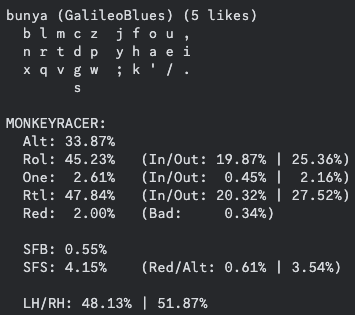 bunya (GalileoBlues) (5 likes)
b l m c z j f o u ,
n r t d p y h a e i
x q v g w ; k ' / .
s
MONKEYRACER:
Alt: 33.87%
Rol: 45.23% (In/Out: 19.87% | 25.36%)
One: 2.61% (In/Out: 0.45% | 2.16%)
Rtl: 47.84% (In/Out: 20.32% | 27.52%)
Red: 2.00% (Bad: 0.34%)
SFB: 0.55%
SFS: 4.15% (Red/Alt: 0.61% | 3.54%)
LH/RH: 48.13% | 51.87%